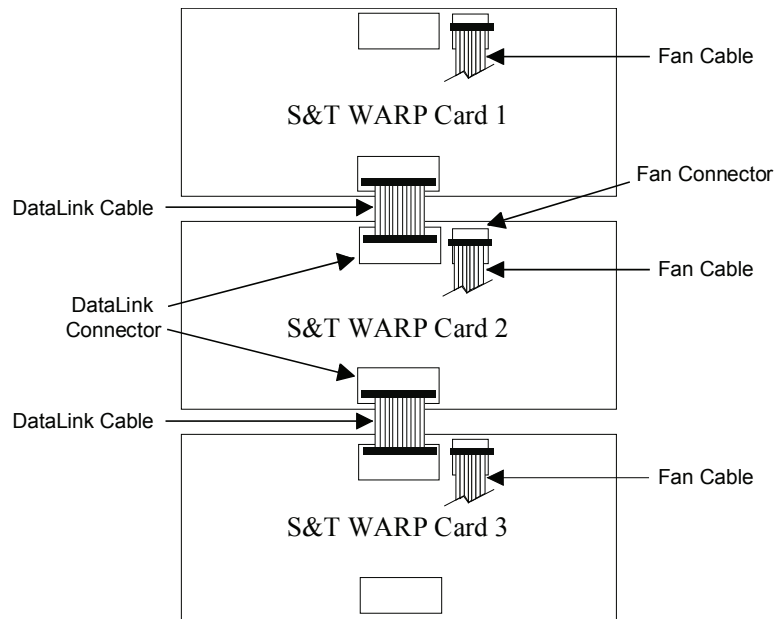 Fan Cable
S&T WARP Card 1
Fan Connector
DataLink Cable
Fan Cable
DataLink
Connector
S&T WARP Card 2
DataLink Cable
Fan Cable
S&T WARP Card 3